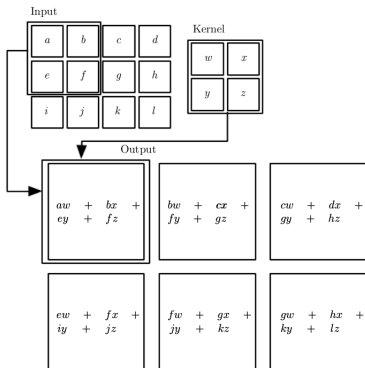 Input
a b c d
e f g h
i j k l
Kernel
w x
y z
Output
aw + bx +
ey + fz
bw + cx +
fy + gz
cw + dx +
gy + hz
ew + fx +
iy + jz
fw + gx +
jy + kz
gw + hx +
ky + lz